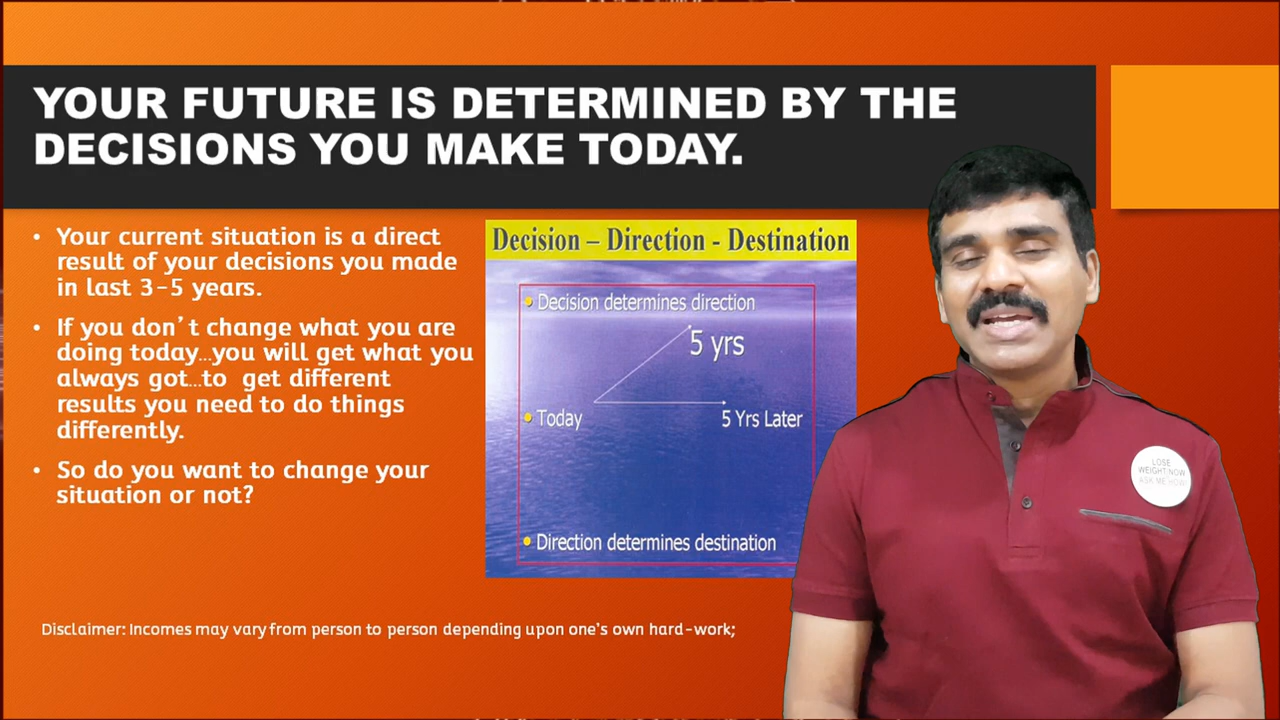 YOUR FUTURE IS DETERMINED BY THE
DECISIONS YOU MAKE TODAY.
• Your current situation is a direct
result of your decisions you made
in last 3-5 years.
• If you don't change what you are
doing today...you will get what you
always got...to get different
results you need to do things
differently.
• So do you want to change your
situation or not?
Decision – Direction - Destination
• Decision determines direction
5 yrs
• Today
5 Yrs Later
• Direction determines destination
LOSE
WEIGHT NOW
ASK ME HOW!
Disclaimer: Incomes may vary from person to person depending upon one's own hard-work;